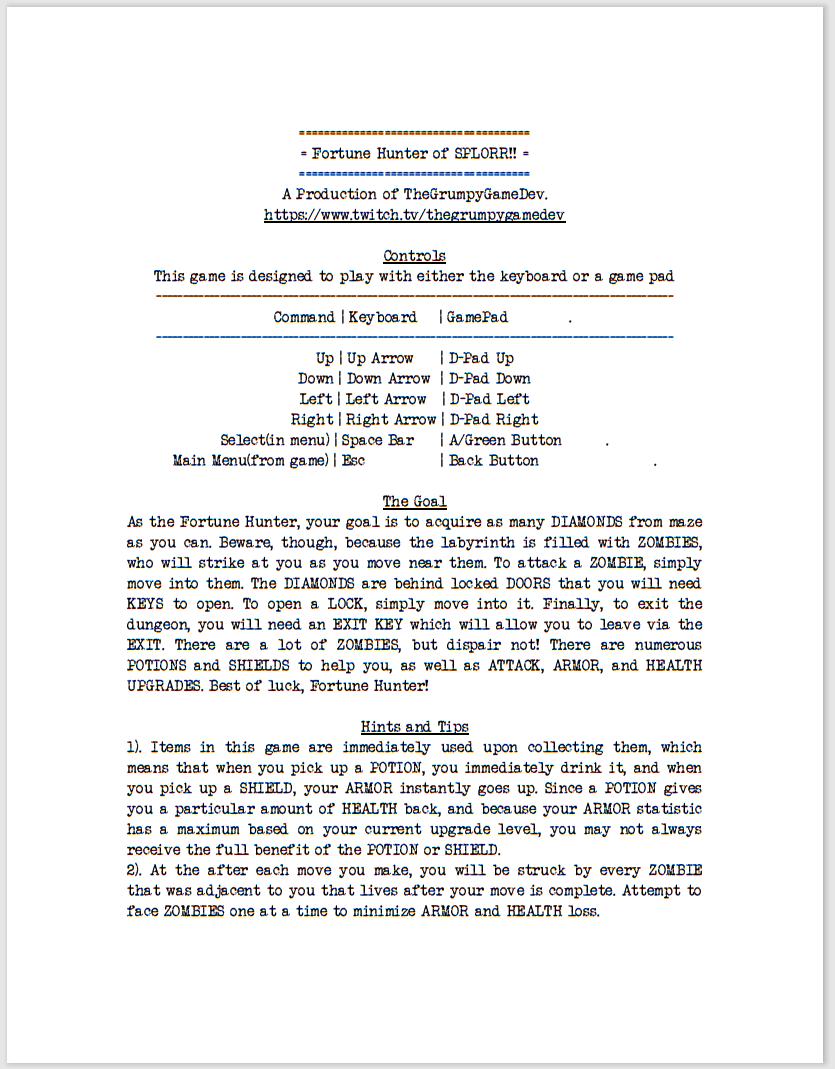 =====================================
= Fortune Hunter of SPLORR!! =
=====================================
A Production of TheGrumpyGameDev.
https://www.twitch.tv/thegrumpygamedev
Controls
This game is designed to play with either the keyboard or a game pad
--------------------------------------------------------------------------------
Command | Keyboard | GamePad .
--------------------------------------------------------------------------------
Up | Up Arrow | D-Pad Up
Down | Down Arrow | D-Pad Down
Left | Left Arrow | D-Pad Left
Right | Right Arrow | D-Pad Right
Select(in menu) | Space Bar | A/Green Button .
Main Menu(from game) | Esc | Back Button .
The Goal
As the Fortune Hunter, your goal is to acquire as many DIAMONDS from maze
as you can. Beware, though, because the labyrinth is filled with ZOMBIES,
who will strike at you as you move near them. To attack a ZOMBIE, simply
move into them. The DIAMONDS are behind locked DOORS that you will need
KEYS to open. To open a LOCK, simply move into it. Finally, to exit the
dungeon, you will need an EXIT KEY which will allow you to leave via the
EXIT. There are a lot of ZOMBIES, but dispair not! There are numerous
POTIONS and SHIELDS to help you, as well as ATTACK, ARMOR, and HEALTH
UPGRADES. Best of luck, Fortune Hunter!
Hints and Tips
1). Items in this game are immediately used upon collecting them, which
means that when you pick up a POTION, you immediately drink it, and when
you pick up a SHIELD, your ARMOR instantly goes up. Since a POTION gives
you a particular amount of HEALTH back, and because your ARMOR statistic
has a maximum based on your current upgrade level, you may not always
receive the full benefit of the POTION or SHIELD.
2). At the after each move you make, you will be struck by every ZOMBIE
that was adjacent to you that lives after your move is complete. Attempt to
face ZOMBIES one at a time to minimize ARMOR and HEALTH loss.